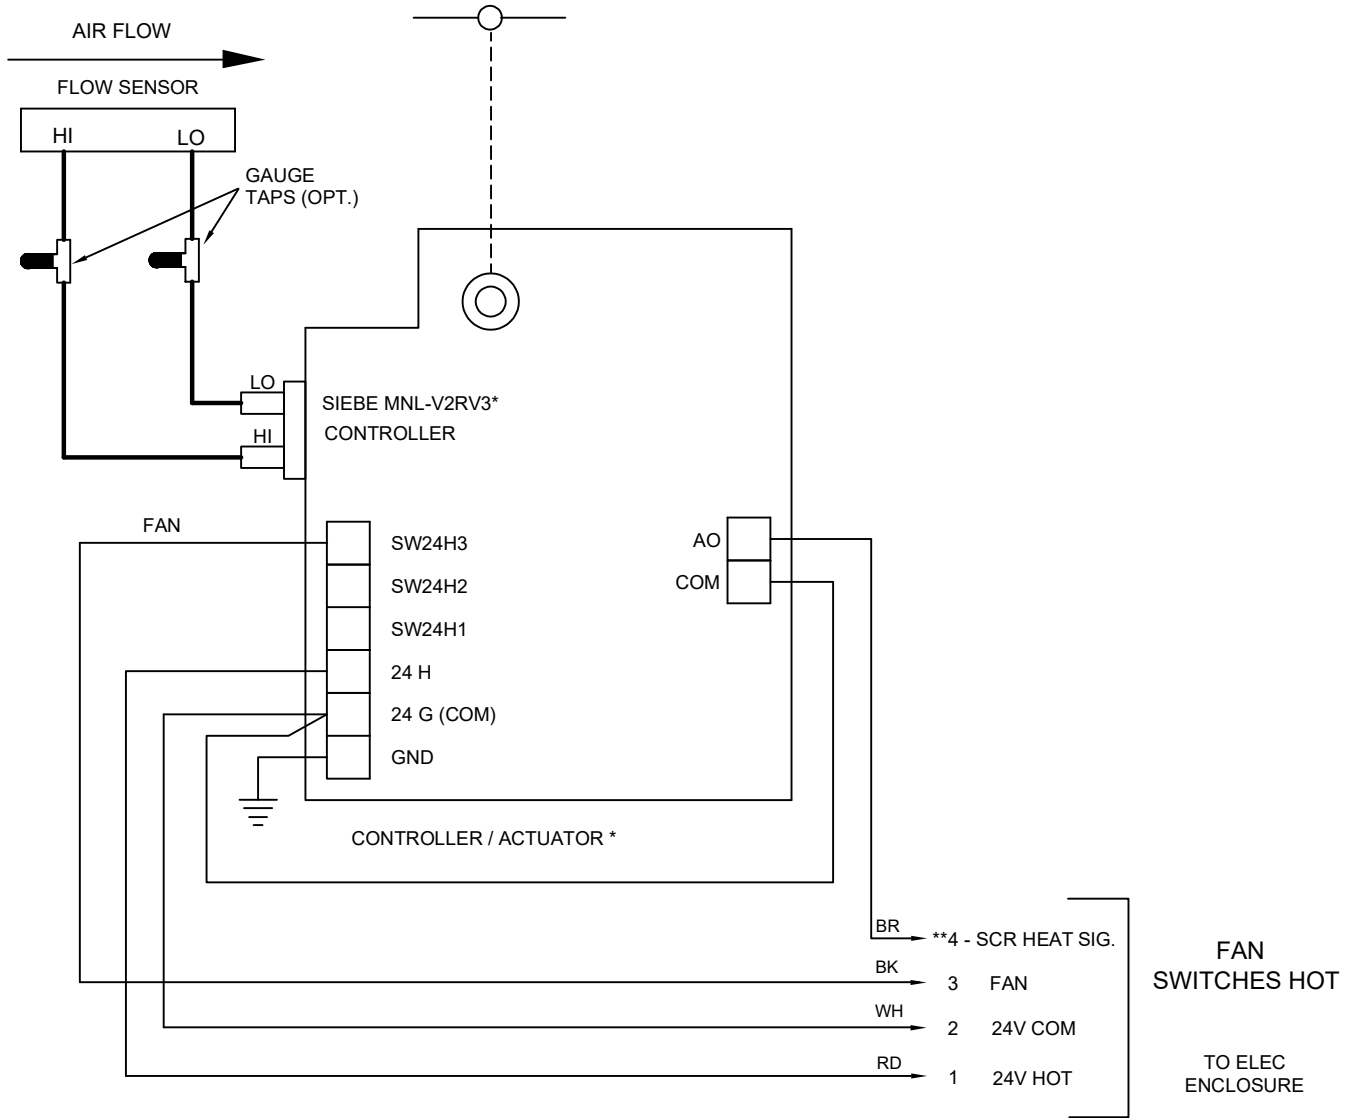 AIR FLOW
FLOW SENSOR
HI
LO
GAUGE
TAPS (OPT.)
LO
HI
SIEBE MNL-V2RV3*
CONTROLLER
FAN
SW24H3
SW24H2
SW24H1
24 H
24 G (COM)
GND
AO
COM
CONTROLLER / ACTUATOR *
BR
**4 - SCR HEAT SIG.
BK
3 FAN
WH
2 24V COM
RD
1 24V HOT
FAN
SWITCHES HOT
TO ELEC
ENCLOSURE